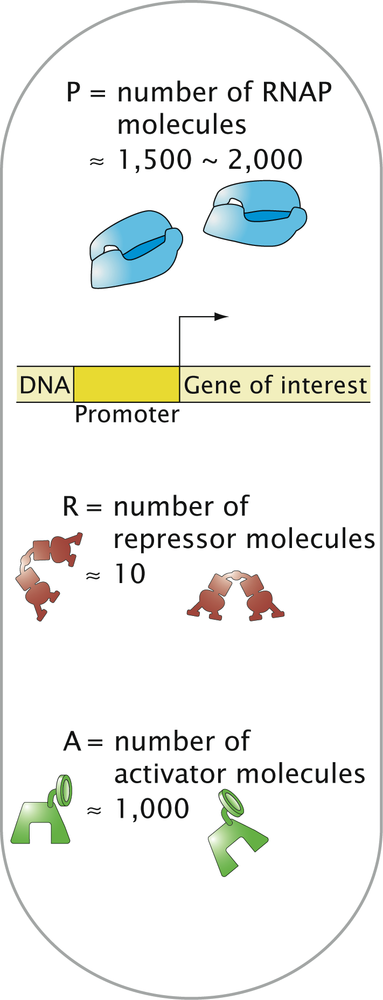 P = number of RNAP
molecules
≈ 1,500 ~ 2,000
DNA
Gene of interest
Promoter
R = number of
repressor molecules
≈ 10
A = number of
activator molecules
≈ 1,000